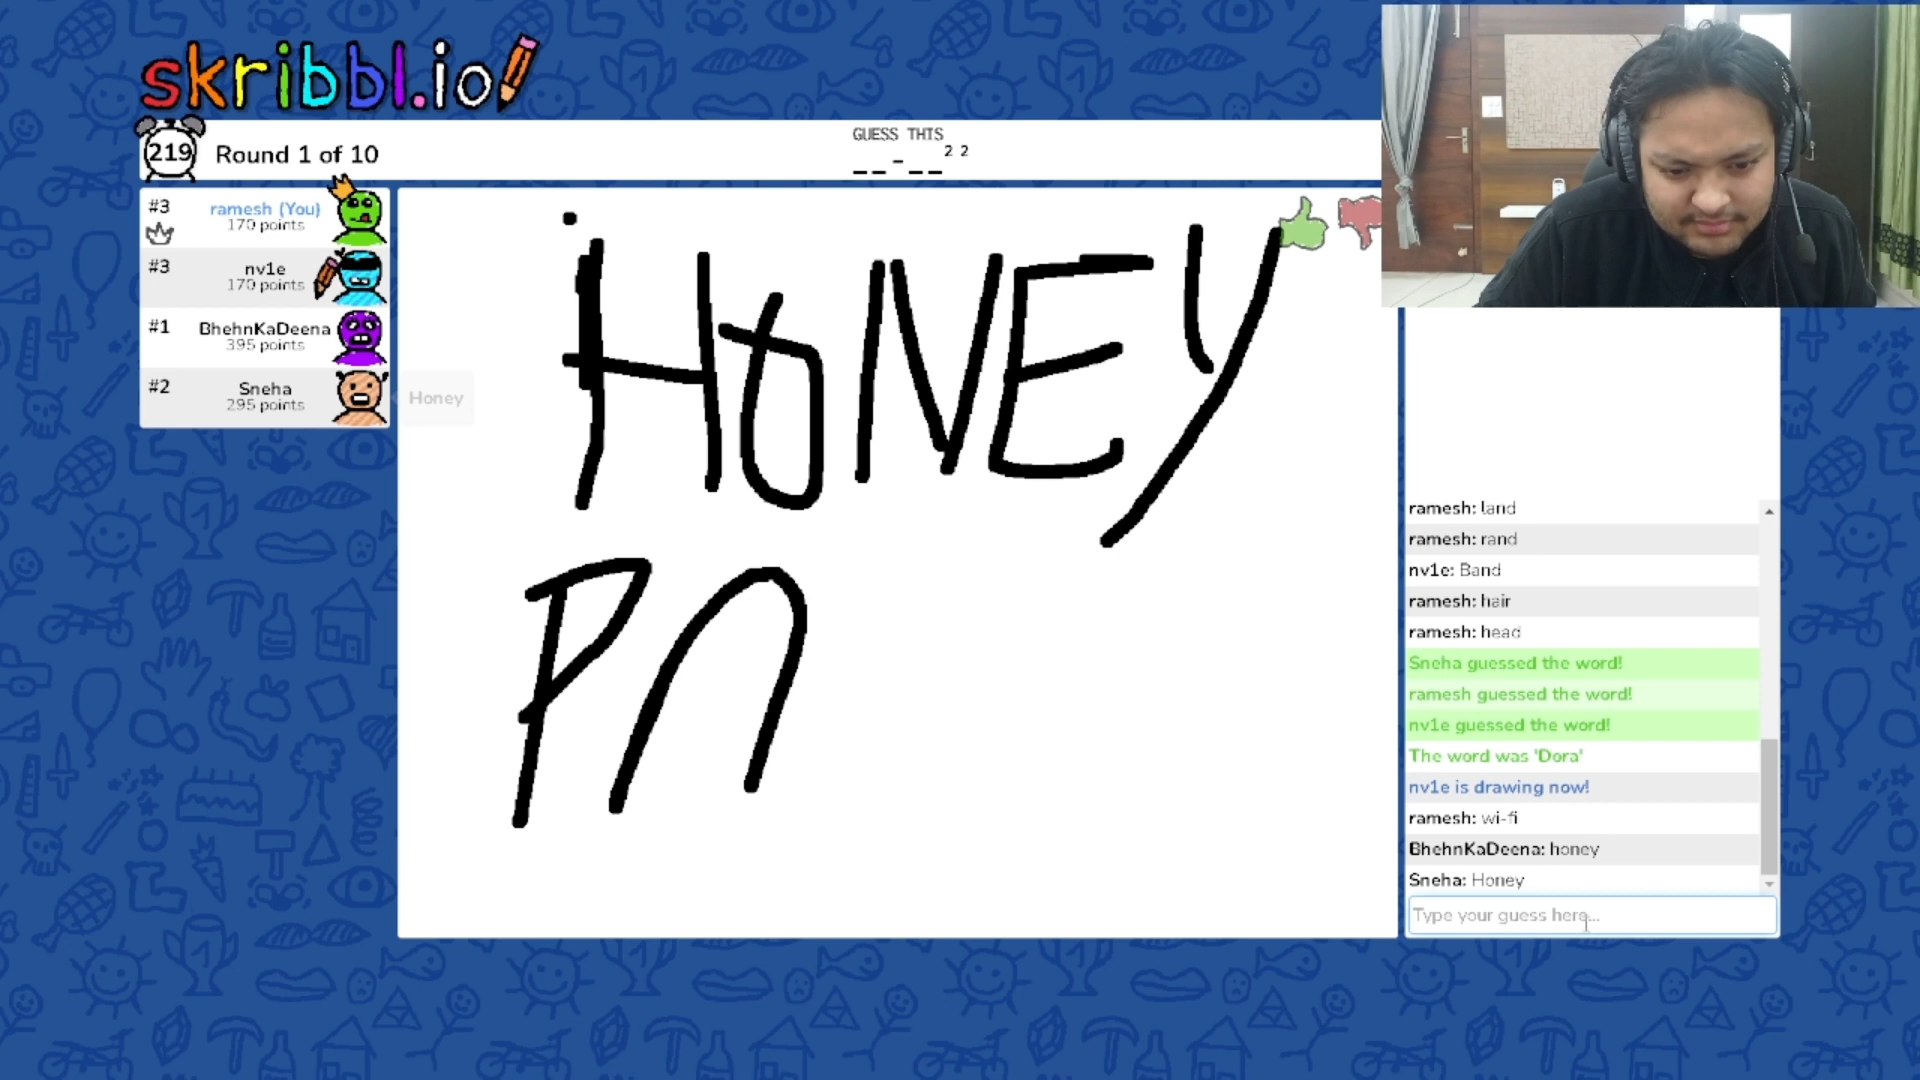 skribbl.io
219 Round 1 of 10
GUESS THIS
__-__ 2 2
#3 ramesh (You)
170 points
#3 nv1e
170 points
#1 BhehnKaDeena
395 points
#2 Sneha
295 points
Honey
HONEY
ramesh: land
ramesh: rand
nv1e: Band
ramesh: hair
ramesh: head
Sneha guessed the word!
ramesh guessed the word!
nv1e guessed the word!
The word was 'Dora'
nv1e is drawing now!
ramesh: wi-fi
BhehnKaDeena: honey
Sneha: Honey
Type your guess here...